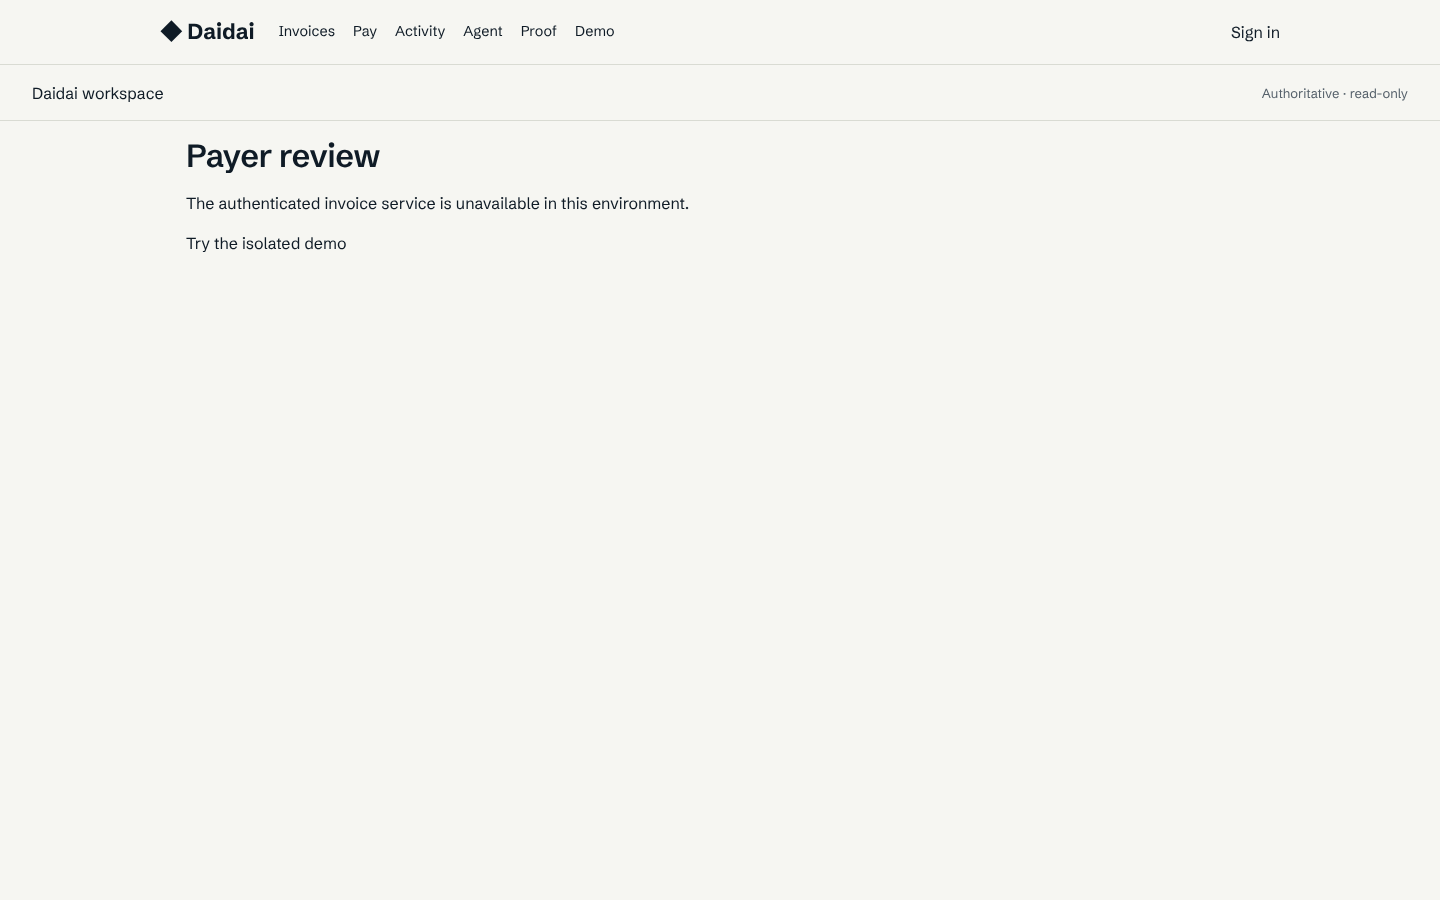 Daidai Invoices Pay Activity Agent Proof Demo Sign in
Daidai workspace Authoritative · read-only
Payer review
The authenticated invoice service is unavailable in this environment.
Try the isolated demo